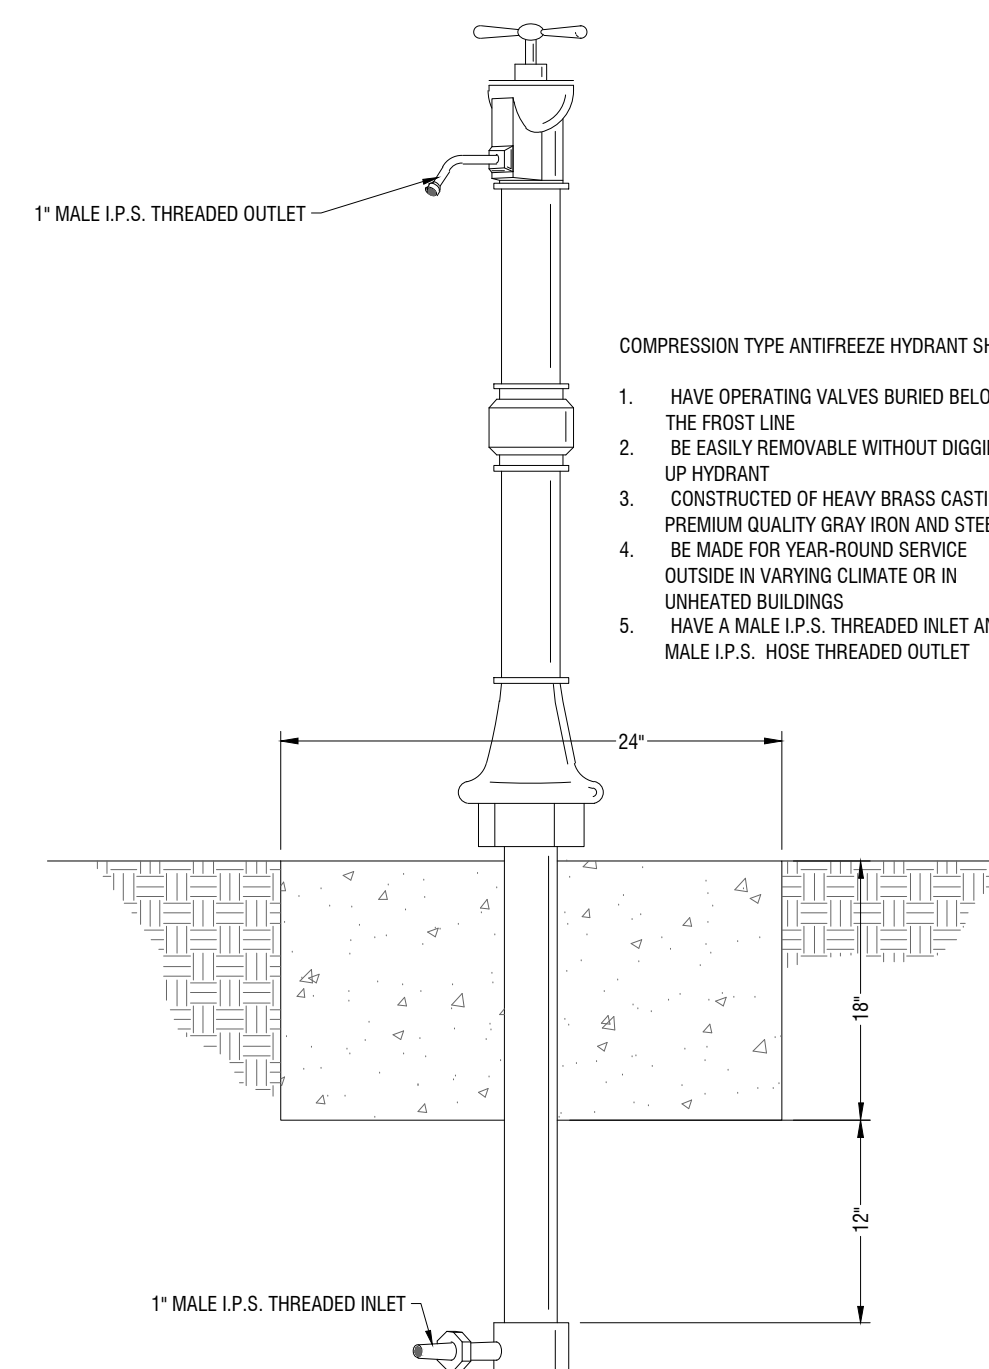 1" MALE I.P.S. THREADED OUTLET
COMPRESSION TYPE ANTIFREEZE HYDRANT
1. HAVE OPERATING VALVES BURIED
THE FROST LINE
2. BE EASILY REMOVABLE WITHOUT
UP HYDRANT
3. CONSTRUCTED OF HEAVY BRASS
PREMIUM QUALITY GRAY IRON AND
4. BE MADE FOR YEAR-ROUND SERVICE
OUTSIDE IN VARYING CLIMATE OR IN
UNHEATED BUILDINGS
5. HAVE A MALE I.P.S. THREADED INLET
MALE I.P.S. HOSE THREADED OUTLET
24"
18"
12"
1" MALE I.P.S. THREADED INLET